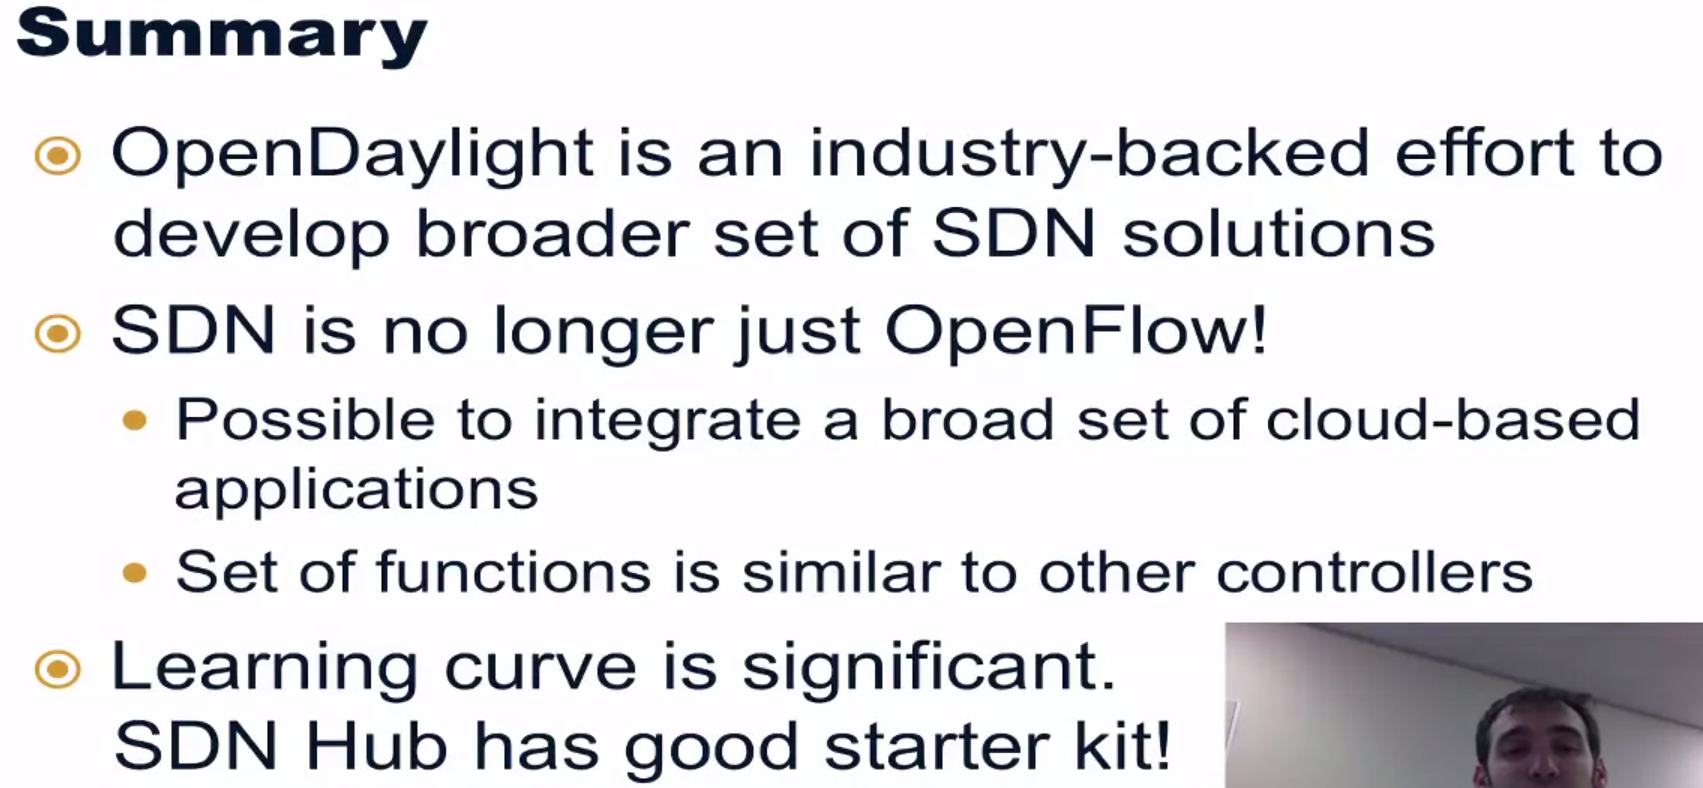 Summary
OpenDaylight is an industry-backed effort to
develop broader set of SDN solutions
SDN is no longer just OpenFlow!
Possible to integrate a broad set of cloud-based
applications
Set of functions is similar to other controllers
Learning curve is significant.
SDN Hub has good starter kit!